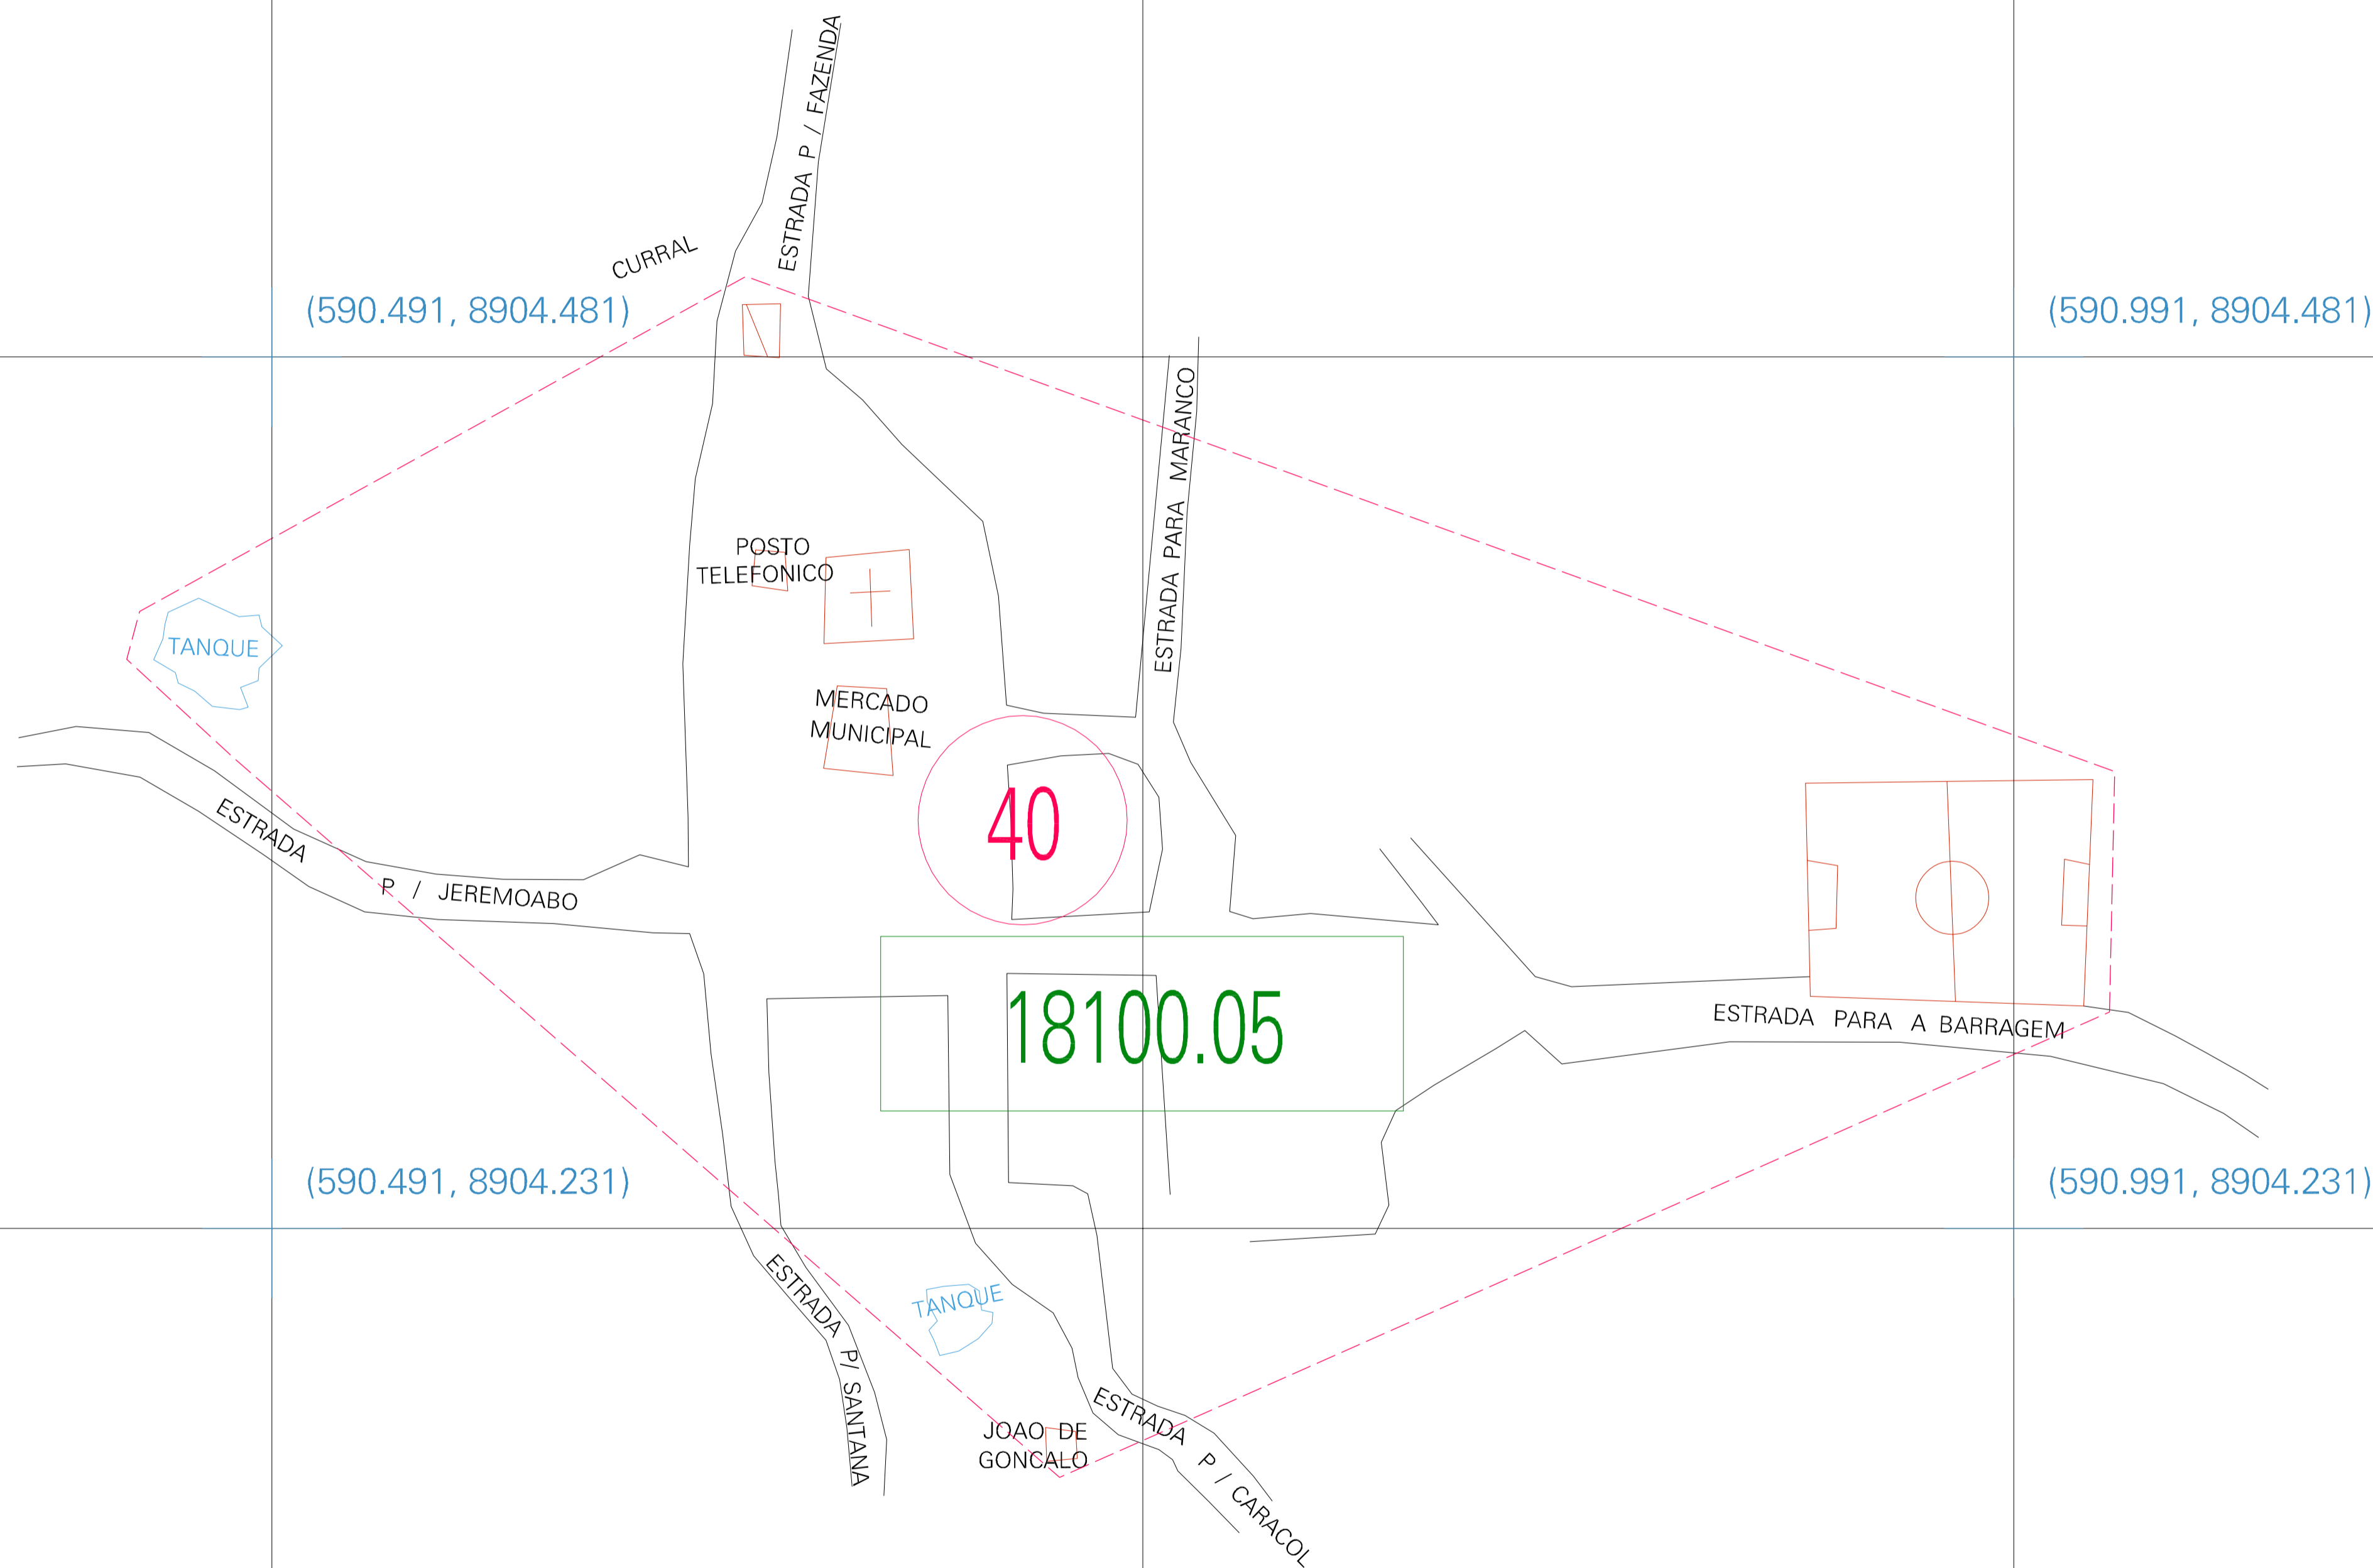 ESTRADA P / FAZENDA
CURRAL
(590.491, 8904.481)
(590.991, 8904.481)
ESTRADA PARA MARANCO
POSTO
TELEFONICO
TANQUE
MERCADO
MUNICIPAL
40
ESTRADA P / JEREMOABO
18100.05
ESTRADA PARA A BARRAGEM
(590.491, 8904.231)
(590.991, 8904.231)
ESTRADA P/ SANTANA
TANQUE
JOAO DE
GONCALO
ESTRADA P / CARACOL